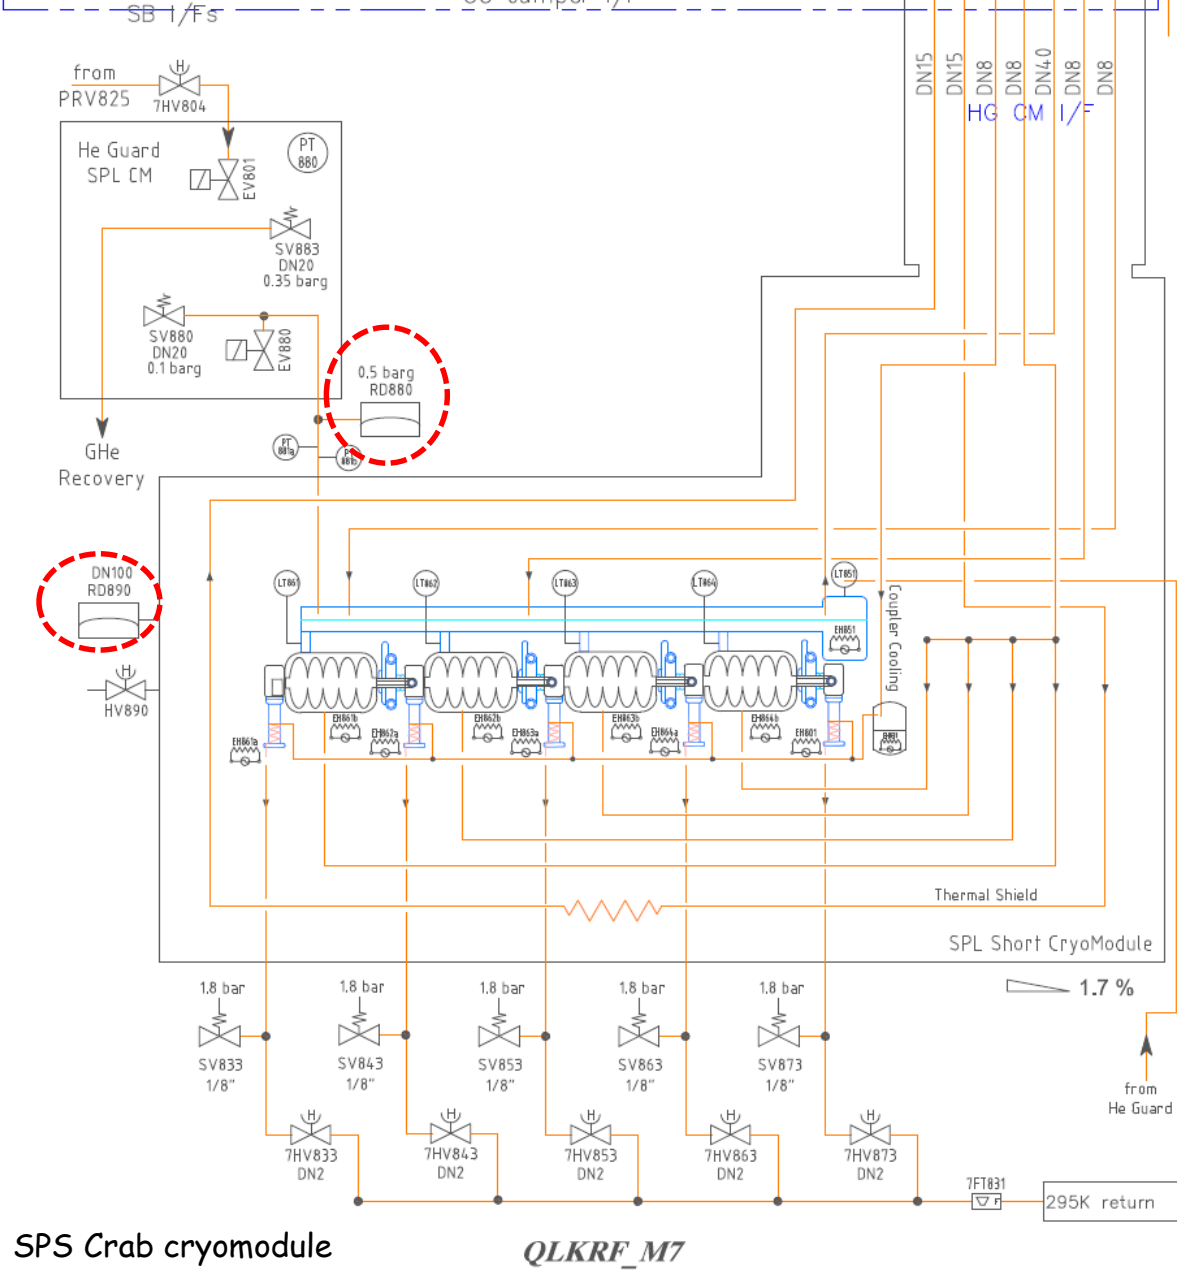 SB I/Fs
from
PRV825
7HV804
He Guard
SPL CM
PT
880
EV801
SV883
DN20
0.35 barg
SV880
DN20
0.1 barg
EV880
0,5 barg
RD880
GHe
Recovery
PT
881a
PT
881b
DN15
DN15
DN8
DN8
DN40
DN8
DN8
HG CM I/F
DN100
RD890
HV890
LT861
LT862
LT863
LT864
LT851
EH851
Coupler Cooling
EH861a
EH861b
EH862a
EH862b
EH863a
EH863b
EH864a
EH864b
EH801
Thermal Shield
SPL Short CryoModule
1.7 %
1,8 bar
1,8 bar
1,8 bar
1,8 bar
1,8 bar
SV833
1/8"
SV843
1/8"
SV853
1/8"
SV863
1/8"
SV873
1/8"
from
He Guard
7HV833
DN2
7HV843
DN2
7HV853
DN2
7HV863
DN2
7HV873
DN2
7FT831
F
295K return
SPS Crab cryomodule
QLKRF_M7